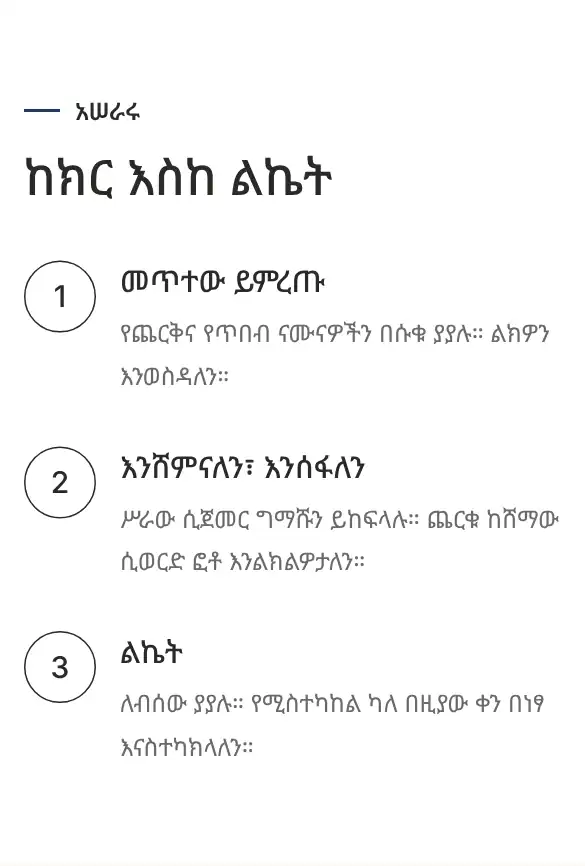 አሠራሩ
ከክር እስከ ልኬት
1
መጥተው ይምረጡ
የጨርቅና የጥበብ ናሙናዎችን በሱቁ ያያሉ። ልክዎን
እንወስዳለን።
2
እንሸምናለን፣ እንሰፋለን
ሥራው ሲጀመር ግማሹን ይከፍላሉ። ጨርቁ ከሸማው
ሲወርድ ፎቶ እንልክልዎታለን።
3
ልኬት
ለብሰው ያያሉ። የሚስተካከል ካለ በዚያው ቀን በነፃ
እናስተካክላለን።